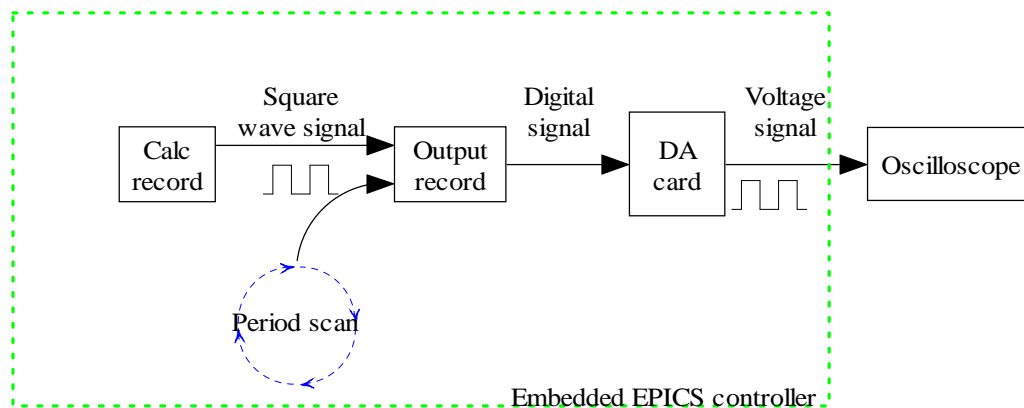 Square
wave signal
Digital
signal
Voltage
signal
Calc
record
Output
record
DA
card
Oscilloscope
Period scan
Embedded EPICS controller